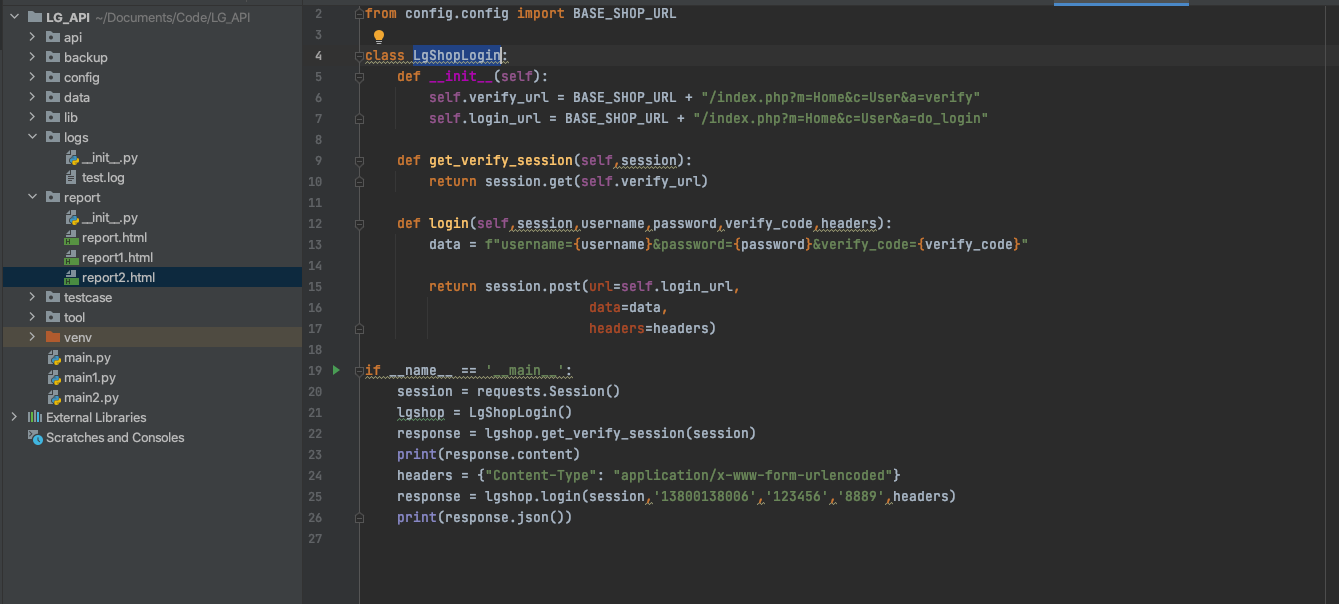 LG_API ~/Documents/Code/LG_API
api
backup
config
data
lib
logs
__init__.py
test.log
report
__init__.py
report.html
report1.html
report2.html
testcase
tool
venv
main.py
main1.py
main2.py
External Libraries
Scratches and Consoles
2 from config.config import BASE_SHOP_URL
3
4 class LgShopLogin:
5     def __init__(self):
6         self.verify_url = BASE_SHOP_URL + "/index.php?m=Home&c=User&a=verify"
7         self.login_url = BASE_SHOP_URL + "/index.php?m=Home&c=User&a=do_login"
8
9     def get_verify_session(self,session):
10         return session.get(self.verify_url)
11
12     def login(self,session,username,password,verify_code,headers):
13         data = f"username={username}&password={password}&verify_code={verify_code}"
14
15         return session.post(url=self.login_url,
16                             data=data,
17                             headers=headers)
18
19 if __name__ == '__main__':
20     session = requests.Session()
21     lgshop = LgShopLogin()
22     response = lgshop.get_verify_session(session)
23     print(response.content)
24     headers = {"Content-Type": "application/x-www-form-urlencoded"}
25     response = lgshop.login(session,'13800138006','123456','8889',headers)
26     print(response.json())
27